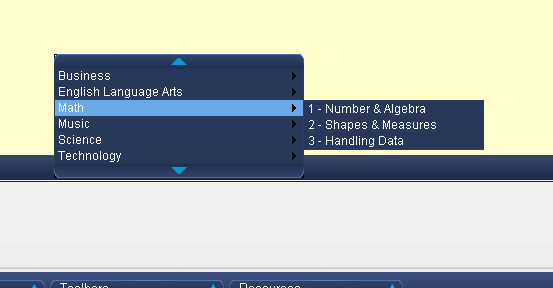 Business
English Language Arts
Math
Music
Science
Technology
1 - Number & Algebra
2 - Shapes & Measures
3 - Handling Data
Toolbars
Resources